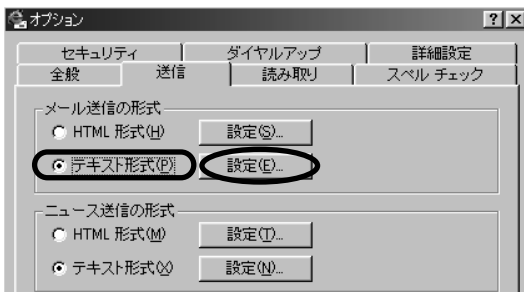 オプション
セキュリティ ダイヤルアップ 詳細設定
全般 送信 読み取り スペル チェック
メール送信の形式
HTML 形式(H) 設定(S)...
テキスト形式(P) 設定(E)...
ニュース送信の形式
HTML 形式(M) 設定(T)...
テキスト形式(X) 設定(N)...